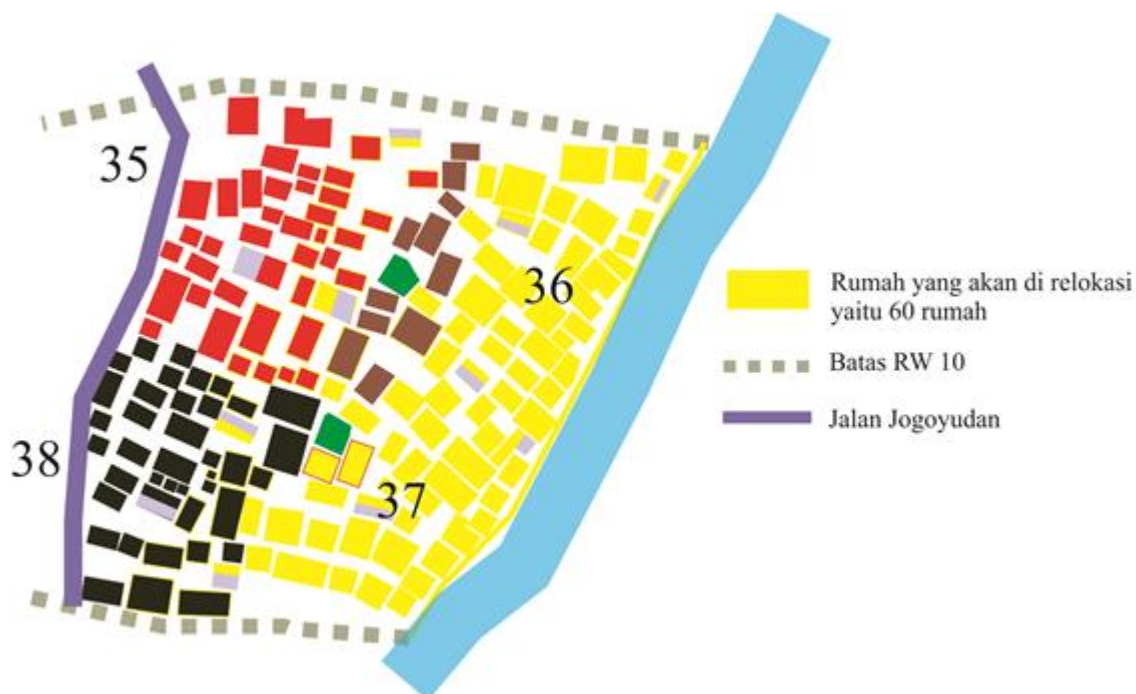 35
36
37
38
Rumah yang akan di relokasi
yaitu 60 rumah
Batas RW 10
Jalan Jogoyudan